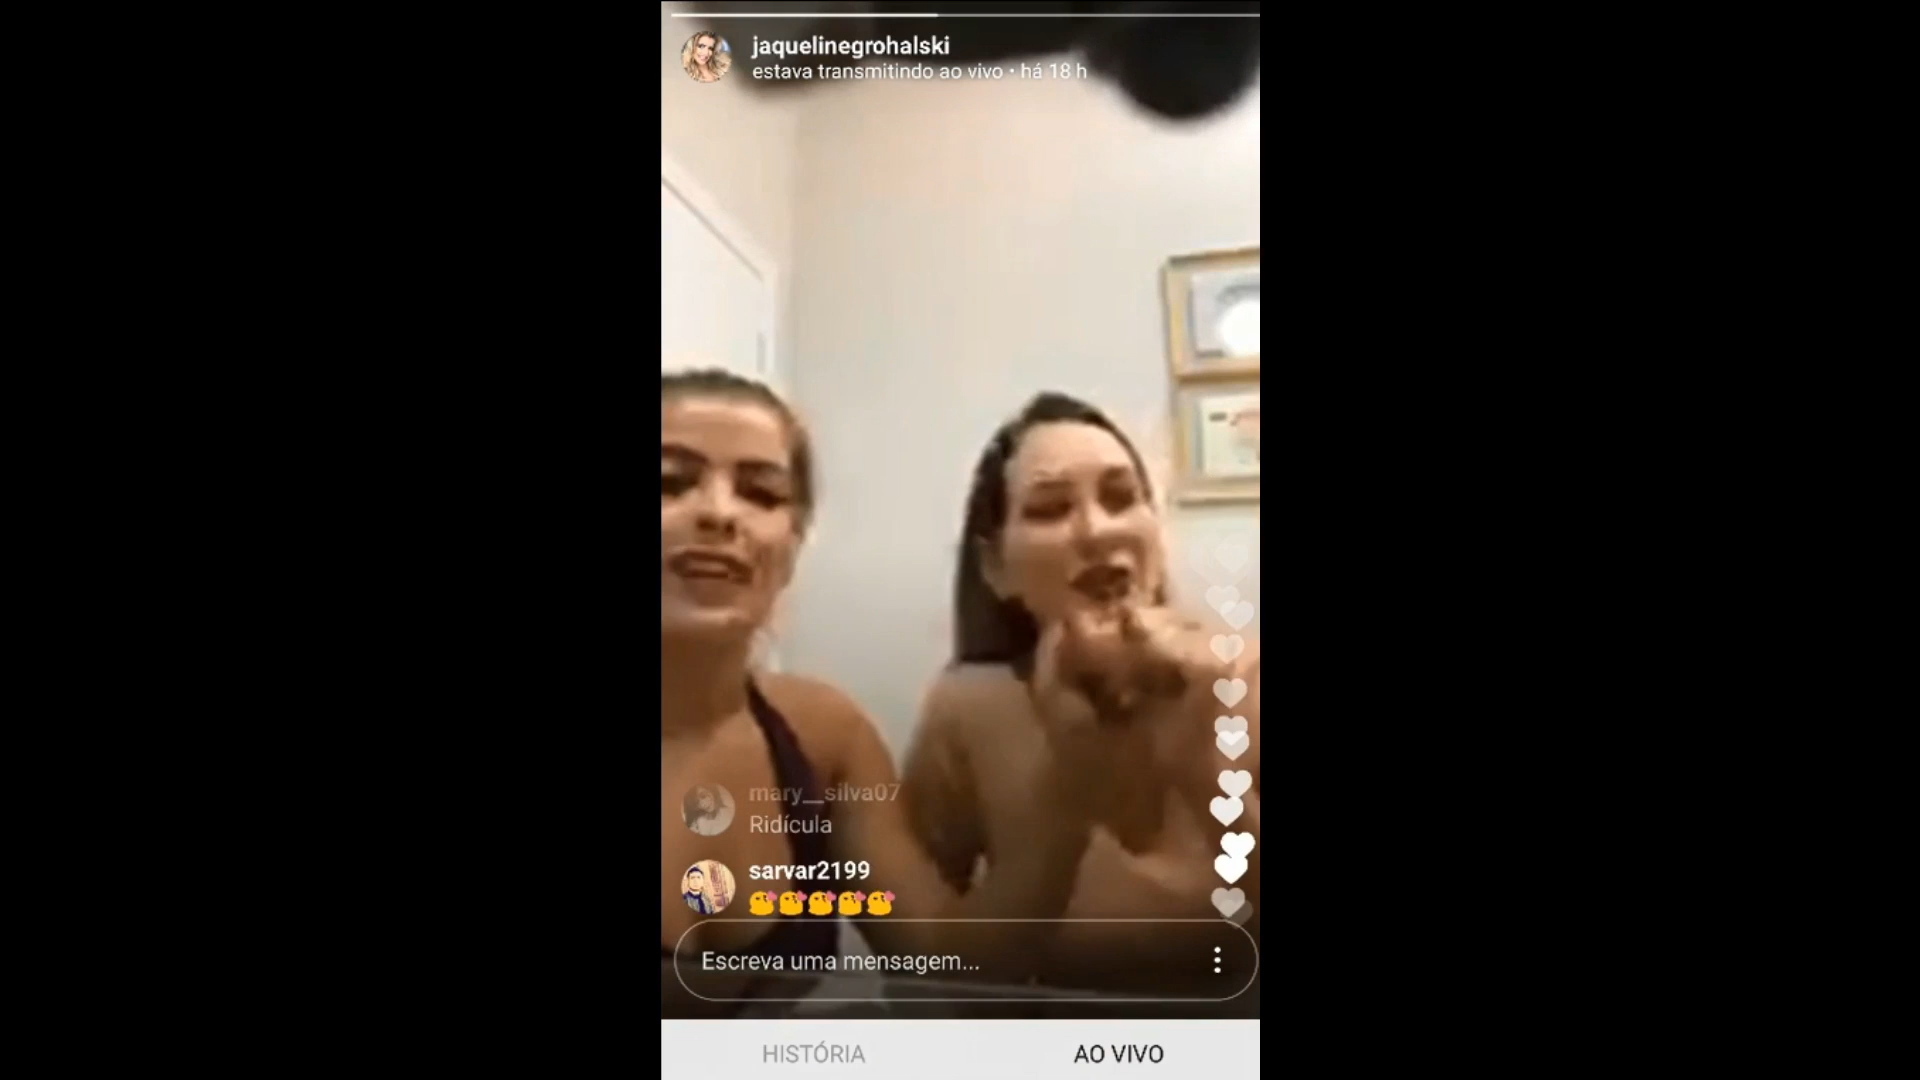 jaquelinegrohalski
estava transmitindo ao vivo • há 18 h
mary__silva07
Ridícula
sarvar2199
Escreva uma mensagem...
HISTÓRIA
AO VIVO